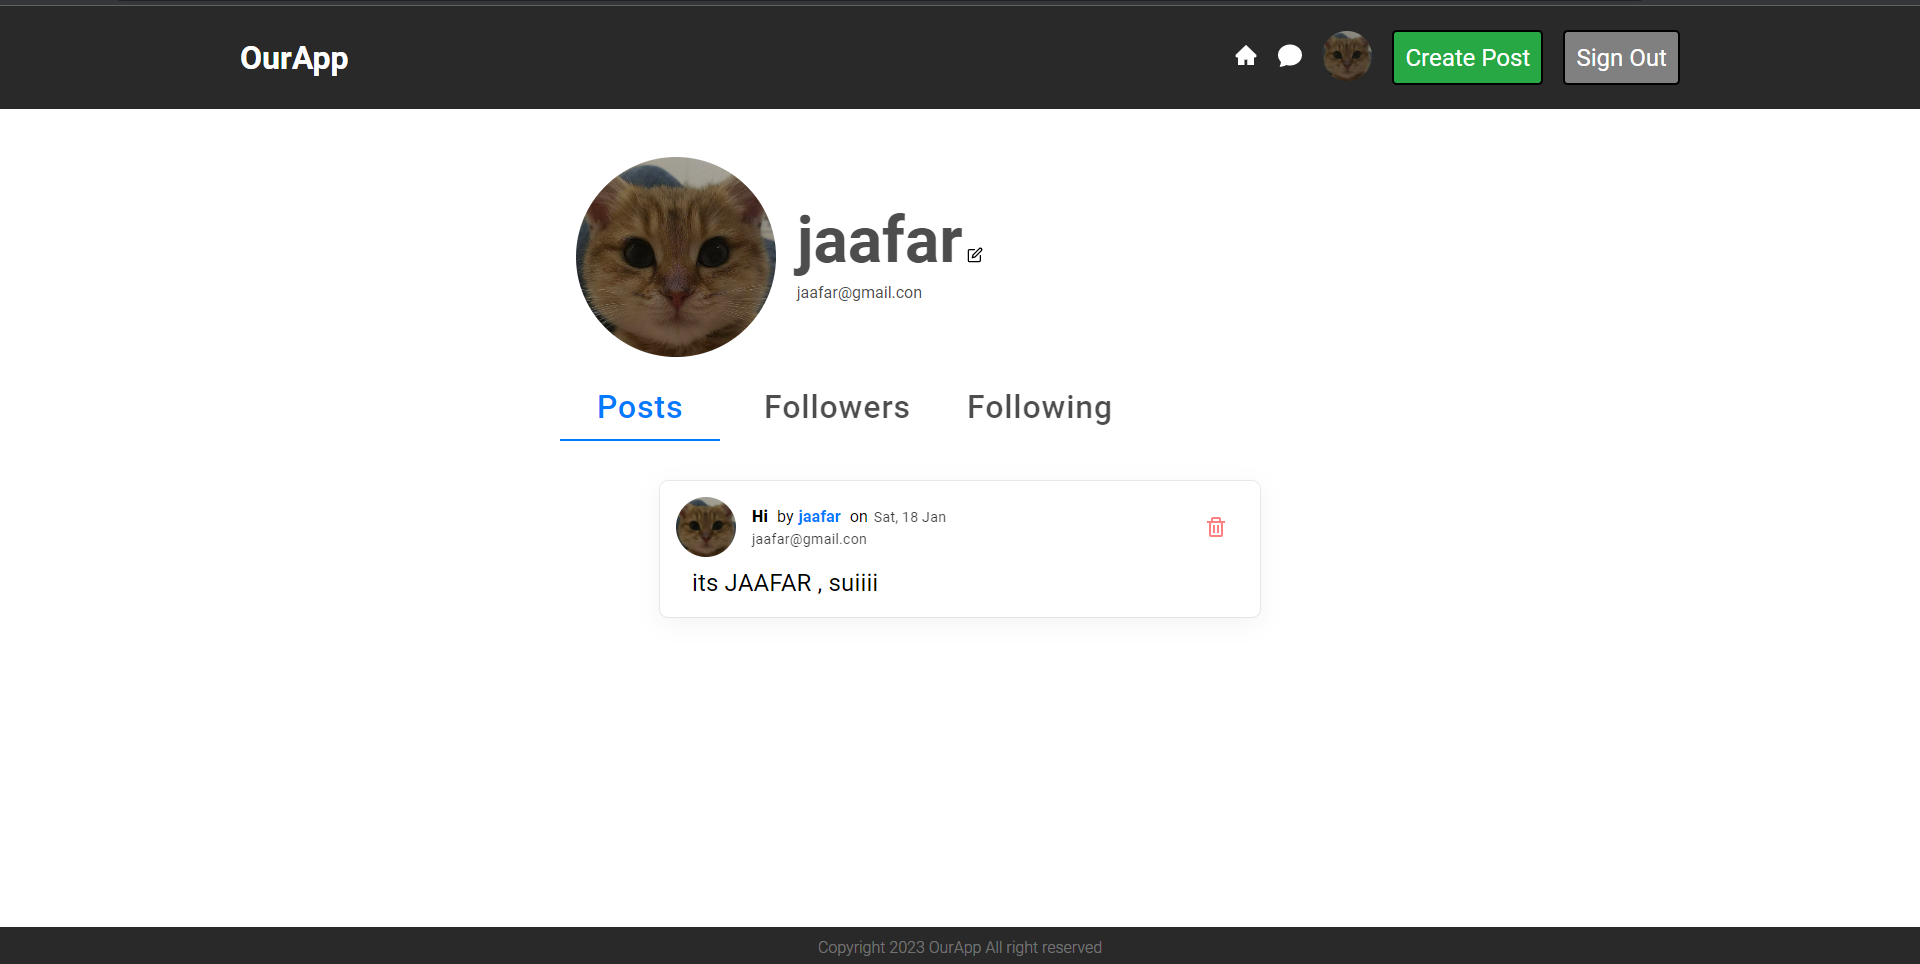 OurApp
Create Post
Sign Out
jaafar
jaafar@gmail.con
Posts
Followers
Following
Hi by jaafar on Sat, 18 Jan
jaafar@gmail.con
its JAAFAR , suiiii
Copyright 2023 OurApp All right reserved